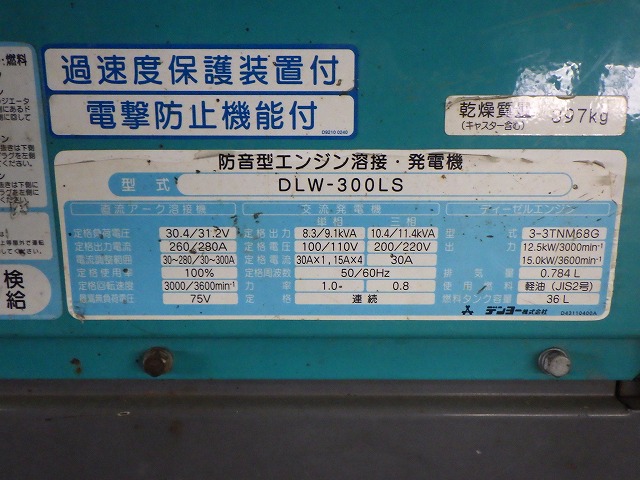 過速度保護装置付
電撃防止機能付
D9210 0240
乾燥質量 397kg
(キャスター含む)
防音型エンジン溶接・発電機
型式 DLW-300LS
直流アーク溶接機
定格負荷電圧 30.4/31.2V
定格出力電流 260/280A
電流調整範囲 30~280/30~300A
定格使用率 100%
定格回転速度 3000/3600min-1
最高無負荷電圧 75V
交流発電機
単相 三相
定格出力 8.3/9.1kVA 10.4/11.4kVA
定格電圧 100/110V 200/220V
定格電流 30A×1,15A×4 30A
定格周波数 50/60Hz
力率 1.0 0.8
定格 連続
ディーゼルエンジン
型式 3-3TNM68G
出力 12.5kW/3000min-1
15.0kW/3600min-1
排気量 0.784 L
使用燃料 軽油(JIS2号)
燃料タンク容量 36 L
デンヨー株式会社
・燃料
検
給